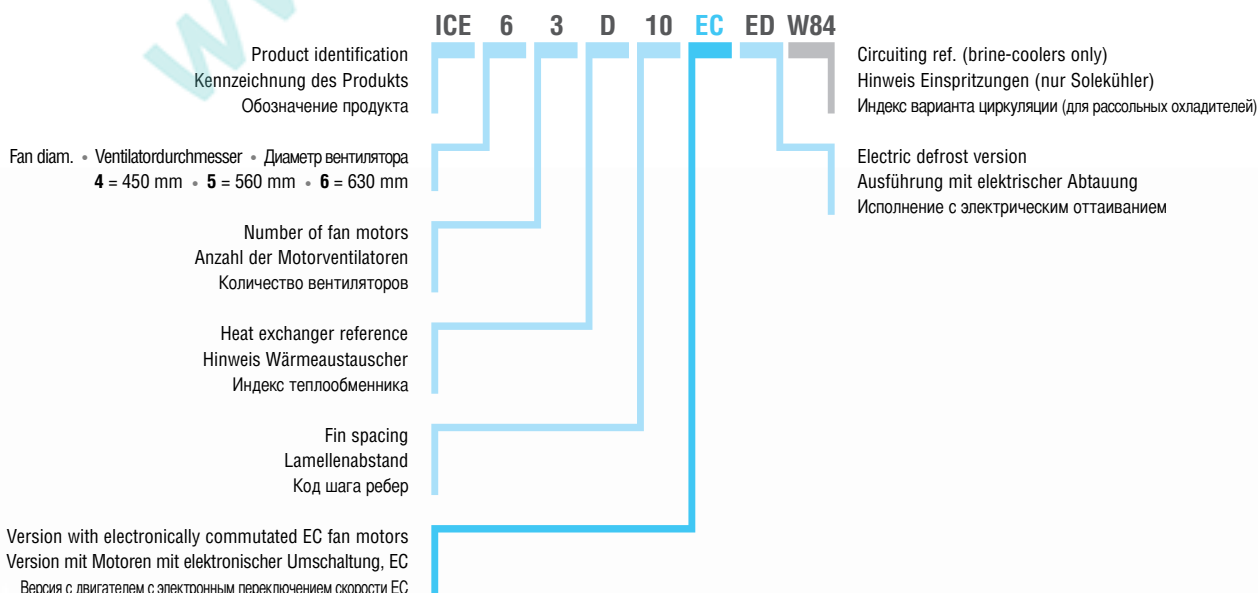 ICE 6 3 D 10 EC ED W84
Product identification
Kennzeichnung des Produkts
Обозначение продукта
Fan diam. • Ventilatordurchmesser • Диаметр вентилятора
4 = 450 mm • 5 = 560 mm • 6 = 630 mm
Number of fan motors
Anzahl der Motorventilatoren
Количество вентиляторов
Heat exchanger reference
Hinweis Wärmeaustauscher
Индекс теплообменника
Fin spacing
Lamellenabstand
Код шага ребер
Version with electronically commutated EC fan motors
Version mit Motoren mit elektronischer Umschaltung, EC
Версия с двигателем с электронным переключением скорости EC
Circuiting ref. (brine-coolers only)
Hinweis Einspritzungen (nur Solekühler)
Индекс варианта циркуляции (для рассольных охладителей)
Electric defrost version
Ausführung mit elektrischer Abtauung
Исполнение с электрическим оттаиванием